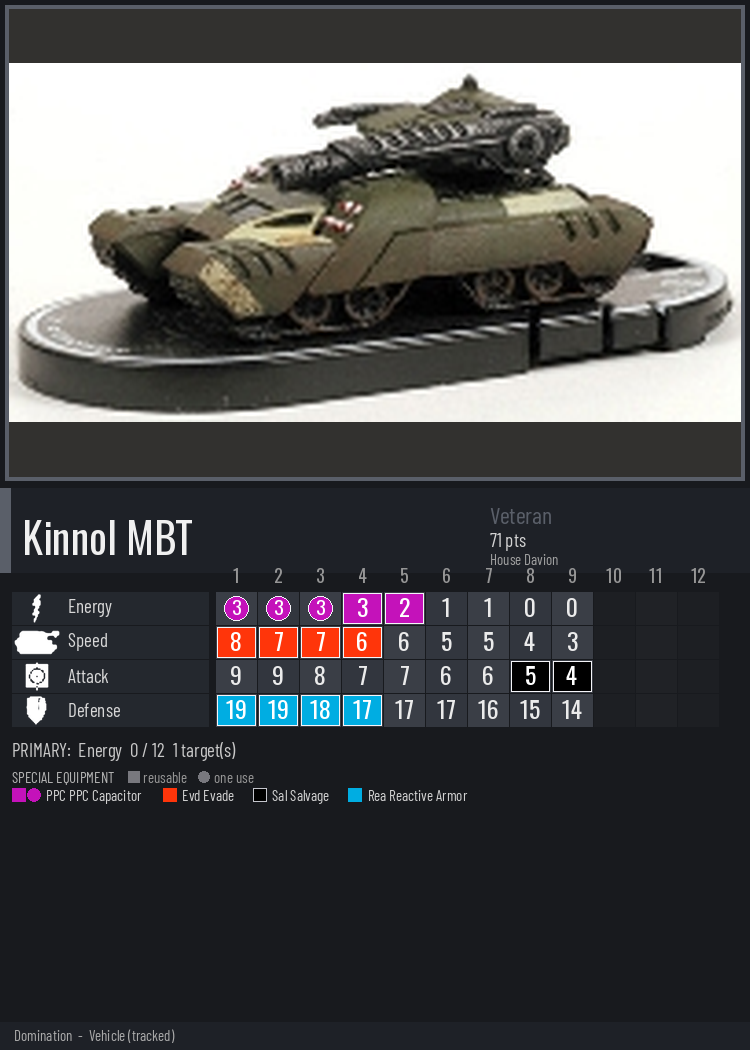 Kinnol MBT
Veteran
71 pts
House Davion
1 2 3 4 5 6 7 8 9 10 11 12
Energy 3 3 3 3 2 1 1 0 0
Speed 8 7 7 6 6 5 5 4 3
Attack 9 9 8 7 7 6 6 5 4
Defense 19 19 18 17 17 17 16 15 14
PRIMARY: Energy 0 / 12 1 target(s)
SPECIAL EQUIPMENT reusable one use
PPC PPC Capacitor Evd Evade Sal Salvage Rea Reactive Armor
Domination - Vehicle (tracked)